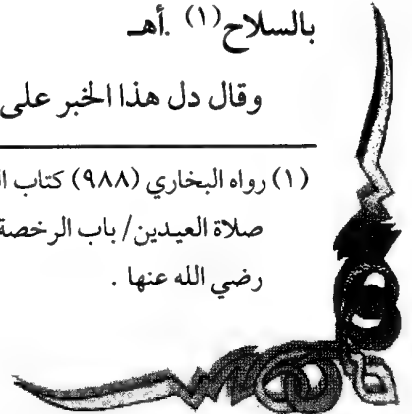 بالسلاح(١) .أهـ
وقال دل هذا الخبر على
(١) رواه البخاري (٩٨٨) كتاب
صلاة العيدين/ باب الرخصة
رضي الله عنها .